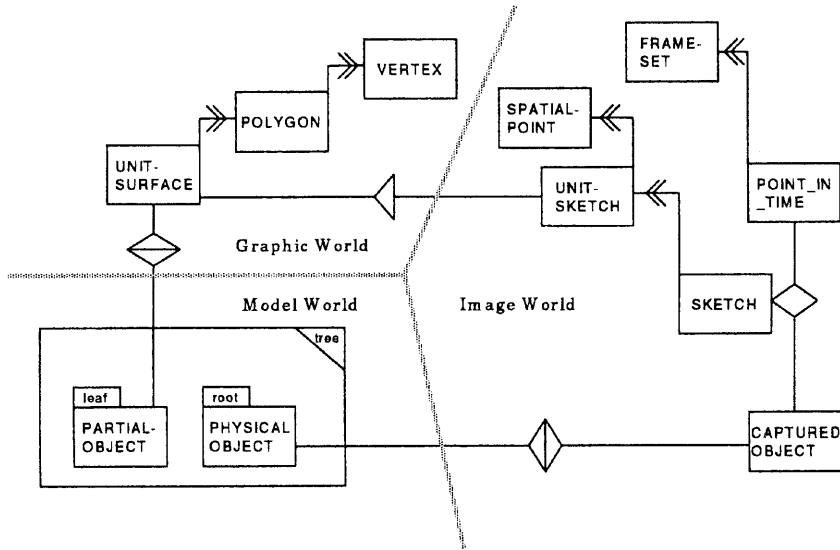 FRAME-
SET
VERTEX
SPATIAL-
POINT
POLYGON
UNIT-
SURFACE
UNIT-
SKETCH
POINT_IN
_TIME
Graphic World
Model World
Image World
SKETCH
tree
leaf
root
PARTIAL-
OBJECT
PHYSICAL
OBJECT
CAPTURED
OBJECT